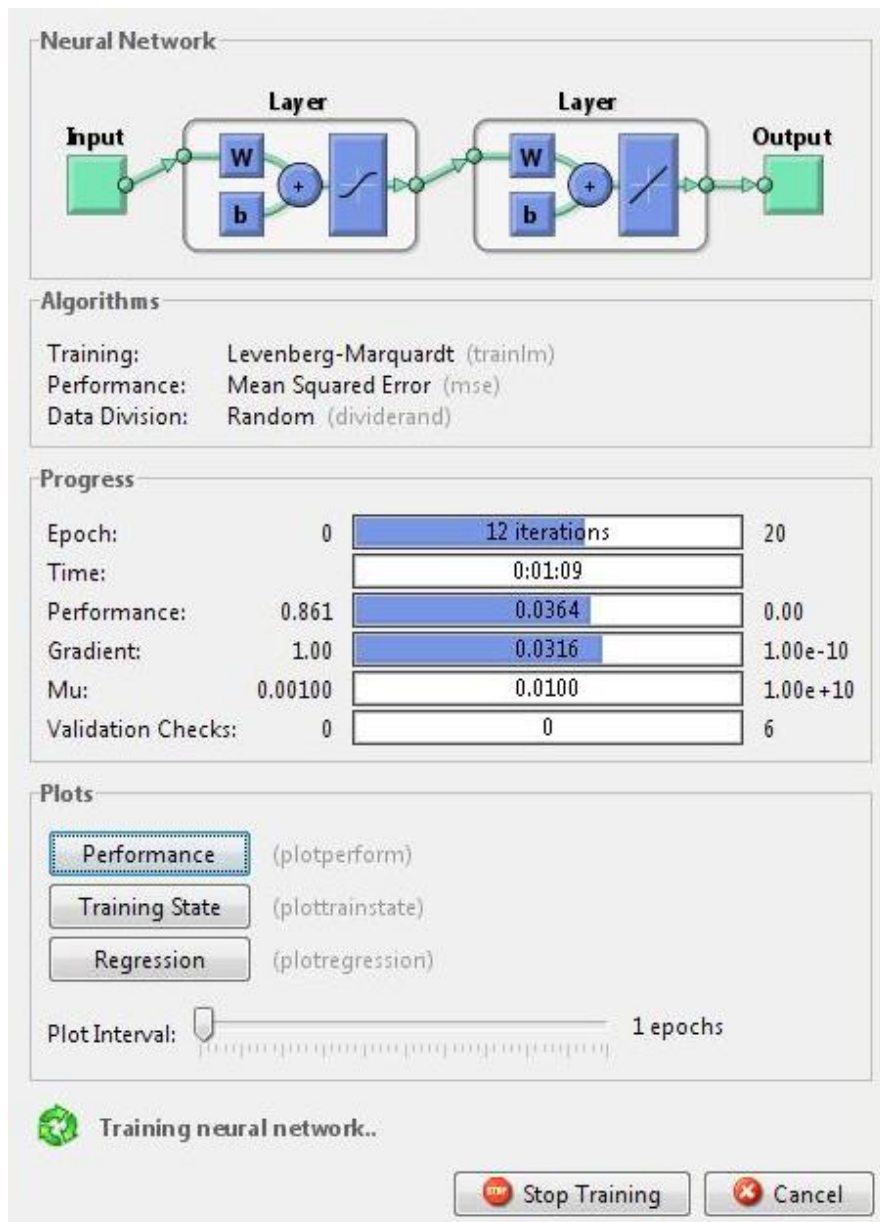 Neural Network
Layer Layer
Input Output
W W
+ +
b b
Algorithms
Training: Levenberg-Marquardt (trainlm)
Performance: Mean Squared Error (mse)
Data Division: Random (dividerand)
Progress
Epoch: 0 12 iterations 20
Time: 0:01:09
Performance: 0.861 0.0364 0.00
Gradient: 1.00 0.0316 1.00e-10
Mu: 0.00100 0.0100 1.00e+10
Validation Checks: 0 0 6
Plots
Performance (plotperform)
Training State (plottrainstate)
Regression (plotregression)
Plot Interval: 1 epochs
Training neural network..
STOP Stop Training Cancel